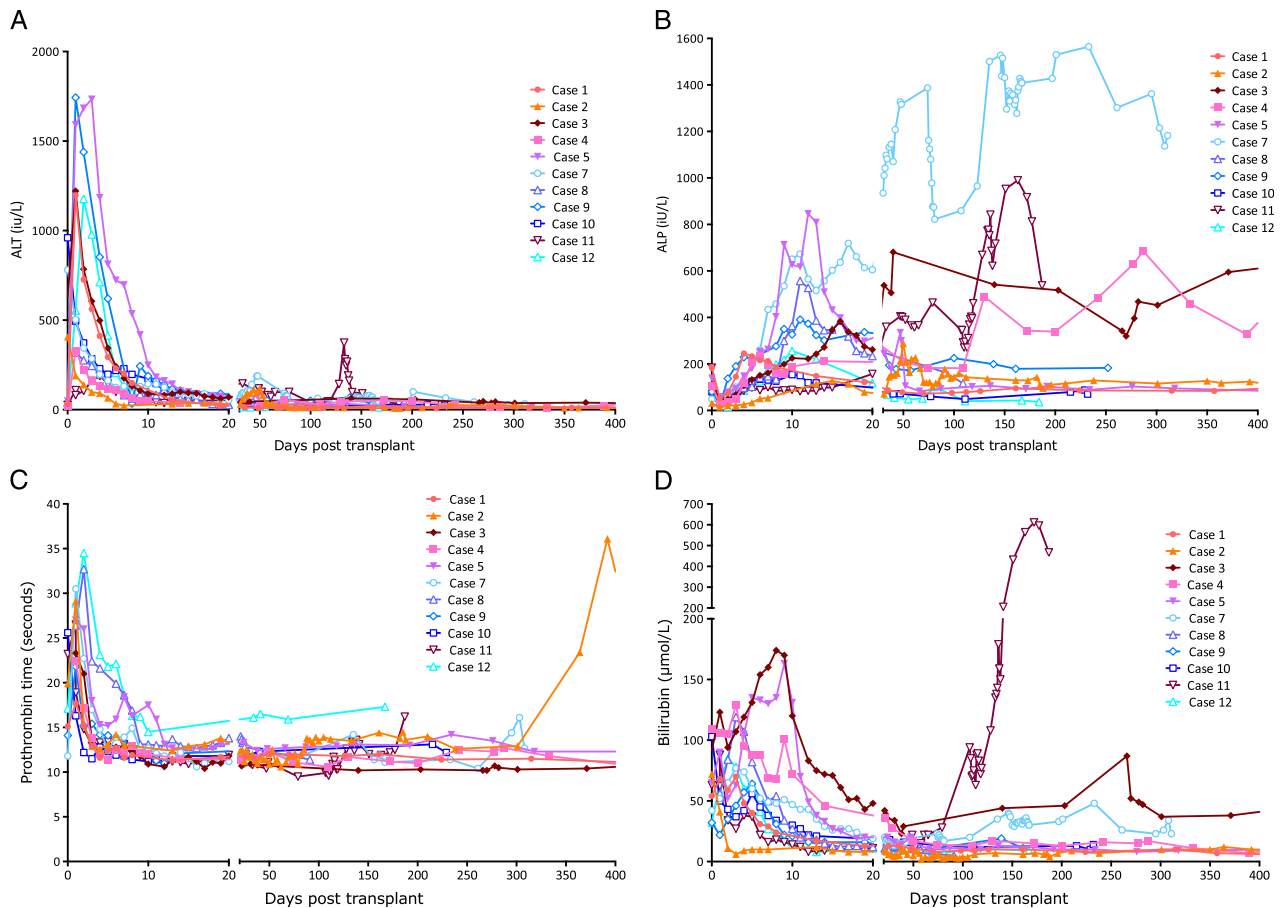 A
ALT (iu/L)
2000
1500
1000
500
0
0
10
20
50
100
150
200
250
300
350
400
Days post transplant
Case 1
Case 2
Case 3
Case 4
Case 5
Case 7
Case 8
Case 9
Case 10
Case 11
Case 12
B
ALP (iU/L)
1600
1400
1200
1000
800
600
400
200
0
0
10
20
50
100
150
200
250
300
350
400
Days post transplant
Case 1
Case 2
Case 3
Case 4
Case 5
Case 7
Case 8
Case 9
Case 10
Case 11
Case 12
C
Prothrombin time (seconds)
40
35
30
25
20
15
10
5
0
0
10
20
50
100
150
200
250
300
350
400
Days post transplant
Case 1
Case 2
Case 3
Case 4
Case 5
Case 7
Case 8
Case 9
Case 10
Case 11
Case 12
D
Bilirubin (µmol/L)
700
600
500
400
300
200
200
150
100
50
0
0
10
20
50
100
150
200
250
300
350
400
Days post transplant
Case 1
Case 2
Case 3
Case 4
Case 5
Case 7
Case 8
Case 9
Case 10
Case 11
Case 12